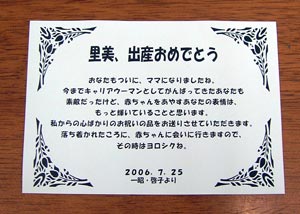 里美、出産おめでとう
あなたもついに、ママになりましたね。
今までキャリアウーマンとしてがんばってきたあなたも
素敵だったけど、赤ちゃんをあやすあなたの表情は、
もっと輝いていることと思います。
私からの心ばかりのお祝いの品をお送りさせていただきます。
落ち着かれたころに、赤ちゃんに会いに行きますので、
その時はヨロシクね。
2006. 7. 25
一昭・啓子より